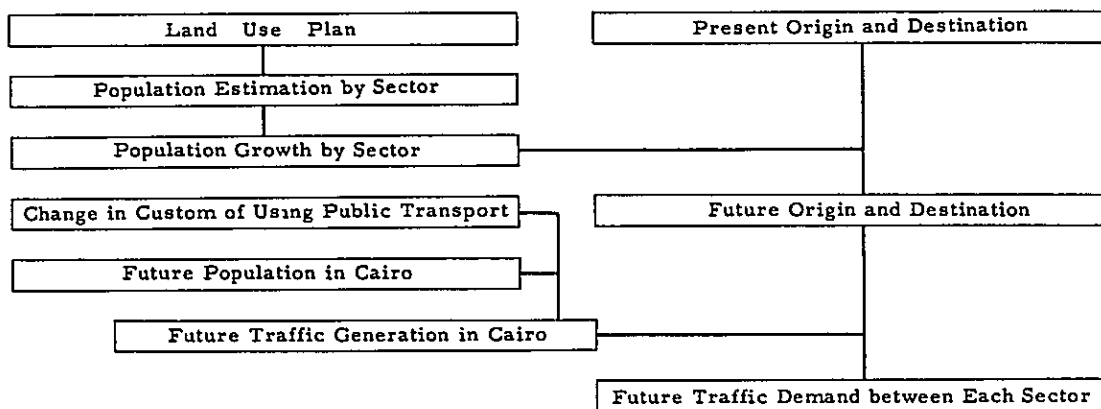 Land Use Plan
Present Origin and Destination
Population Estimation by Sector
Population Growth by Sector
Change in Custom of Using Public Transport
Future Origin and Destination
Future Population in Cairo
Future Traffic Generation in Cairo
Future Traffic Demand between Each Sector